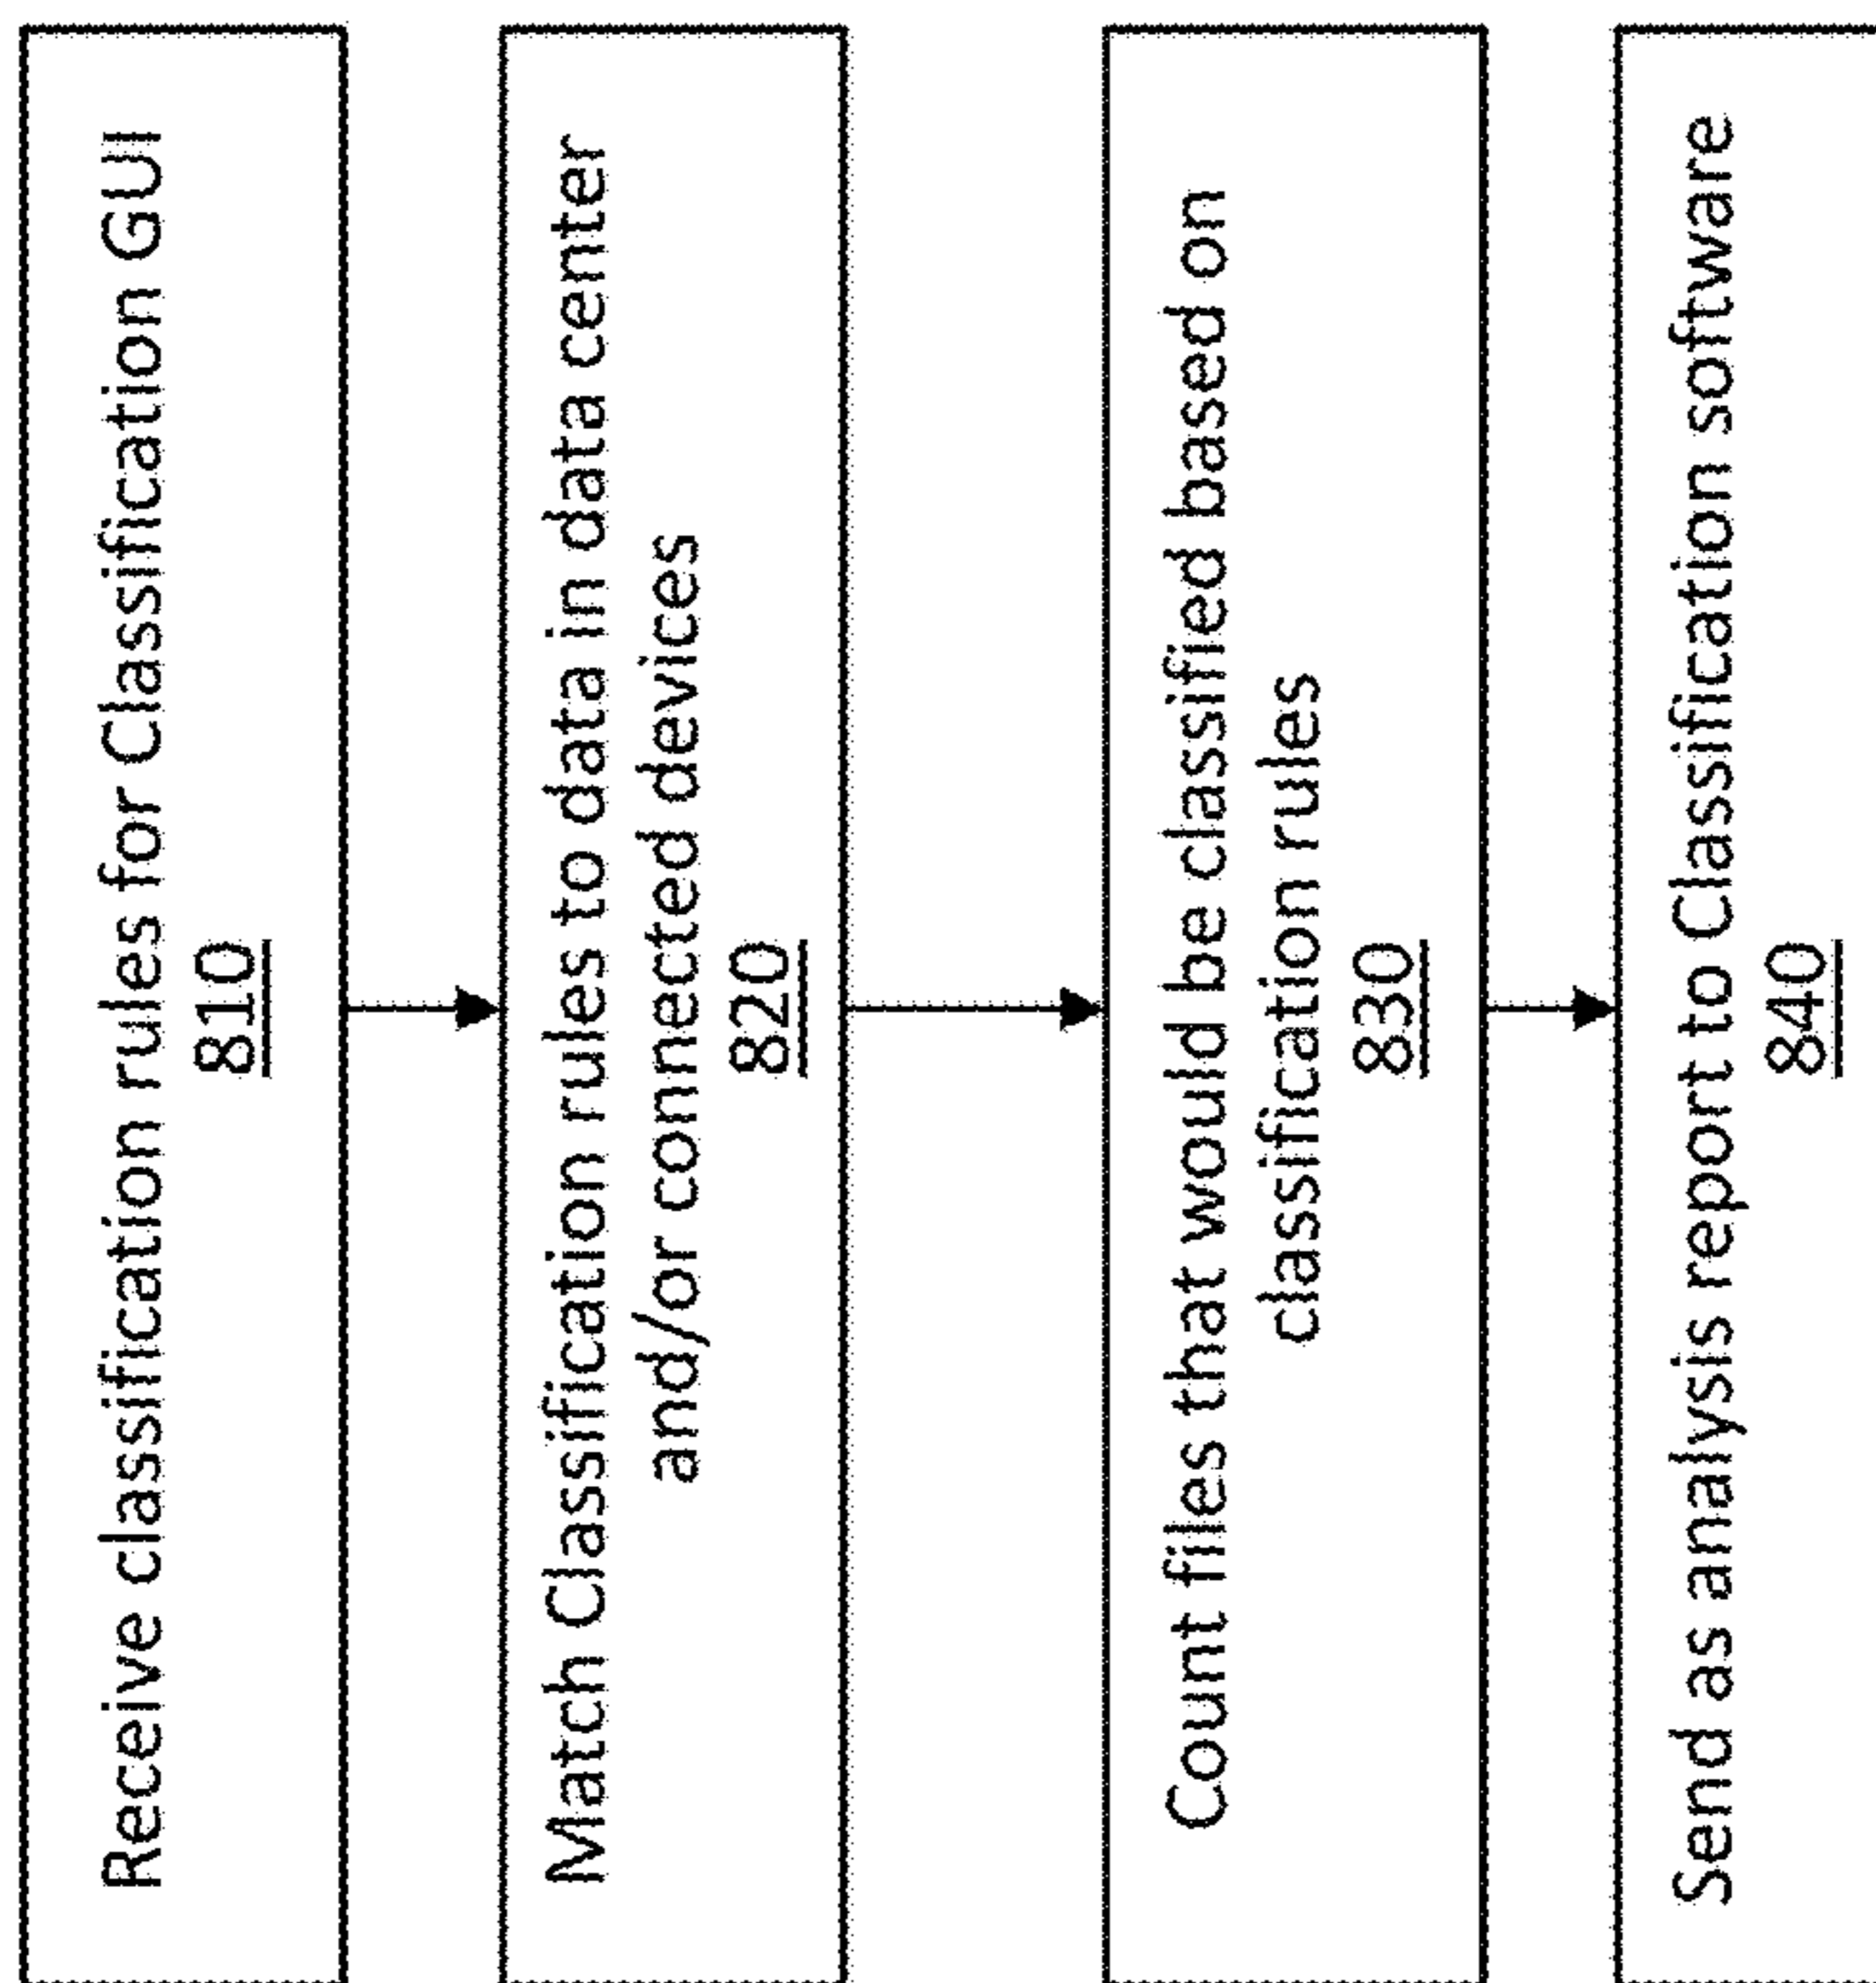 Receive classification rules for Classification GUI
810
Match Classification rules to data in data center
and/or connected devices
820
Count files that would be classified based on
classification rules
830
Send as analysis report to Classification software
840